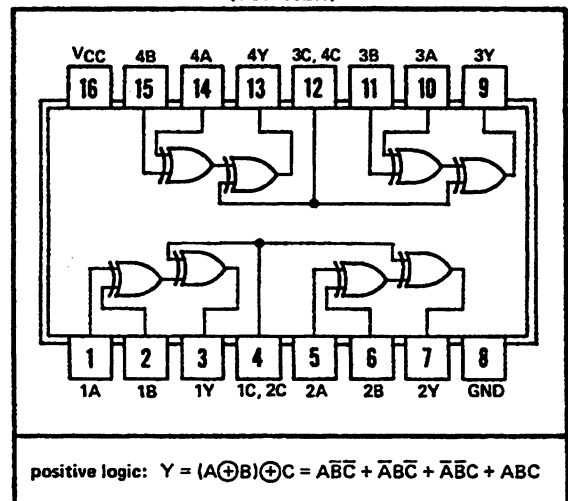 VCC 4B 4A 4Y 3C, 4C 3B 3A 3Y
16 15 14 13 12 11 10 9
1 2 3 4 5 6 7 8
1A 1B 1Y 1C, 2C 2A 2B 2Y GND
positive logic: Y = (A⊕B)⊕C = AB̅C̅ + A̅BC̅ + A̅B̅C + ABC